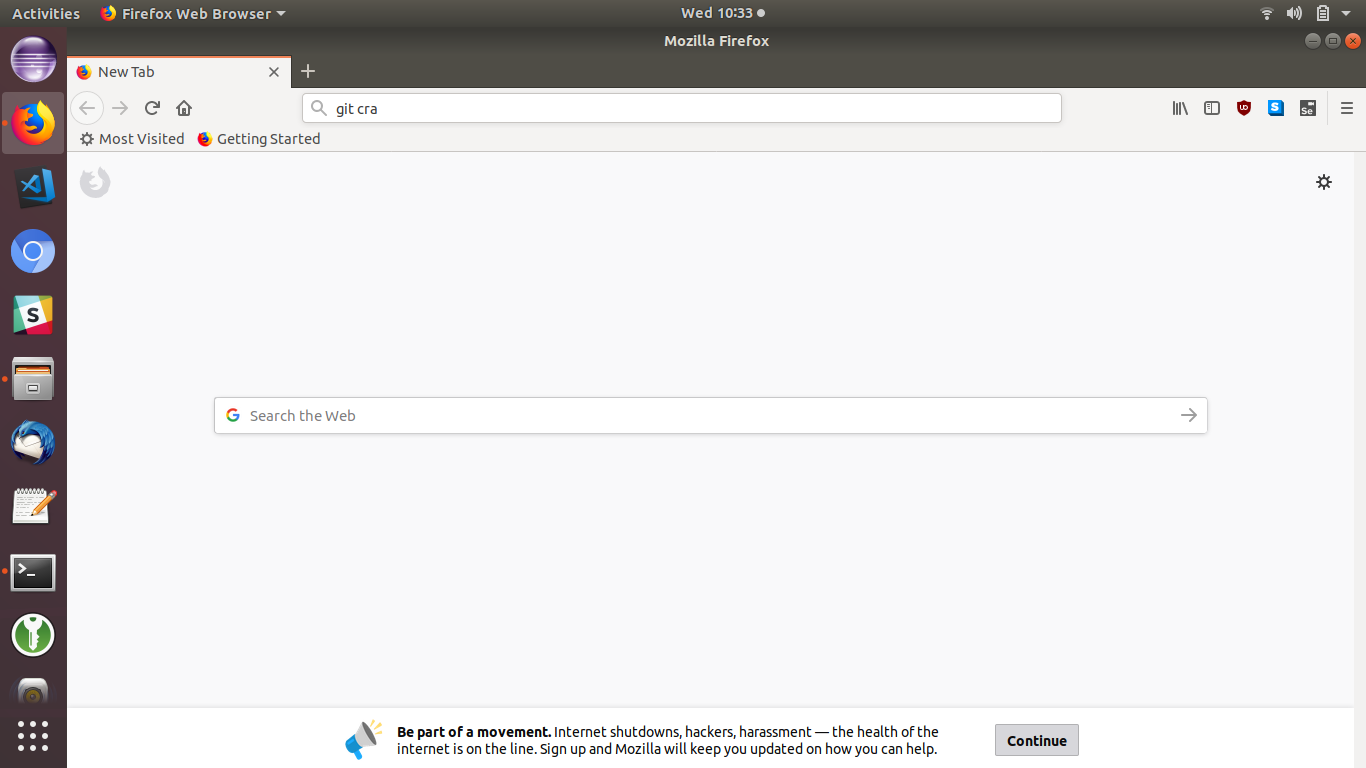 Activities
Firefox Web Browser
Wed 10:33
Mozilla Firefox
New Tab
git cra
Most Visited
Getting Started
Search the Web
Be part of a movement. Internet shutdowns, hackers, harassment — the health of the
internet is on the line. Sign up and Mozilla will keep you updated on how you can help.
Continue
S
S
Se
>_